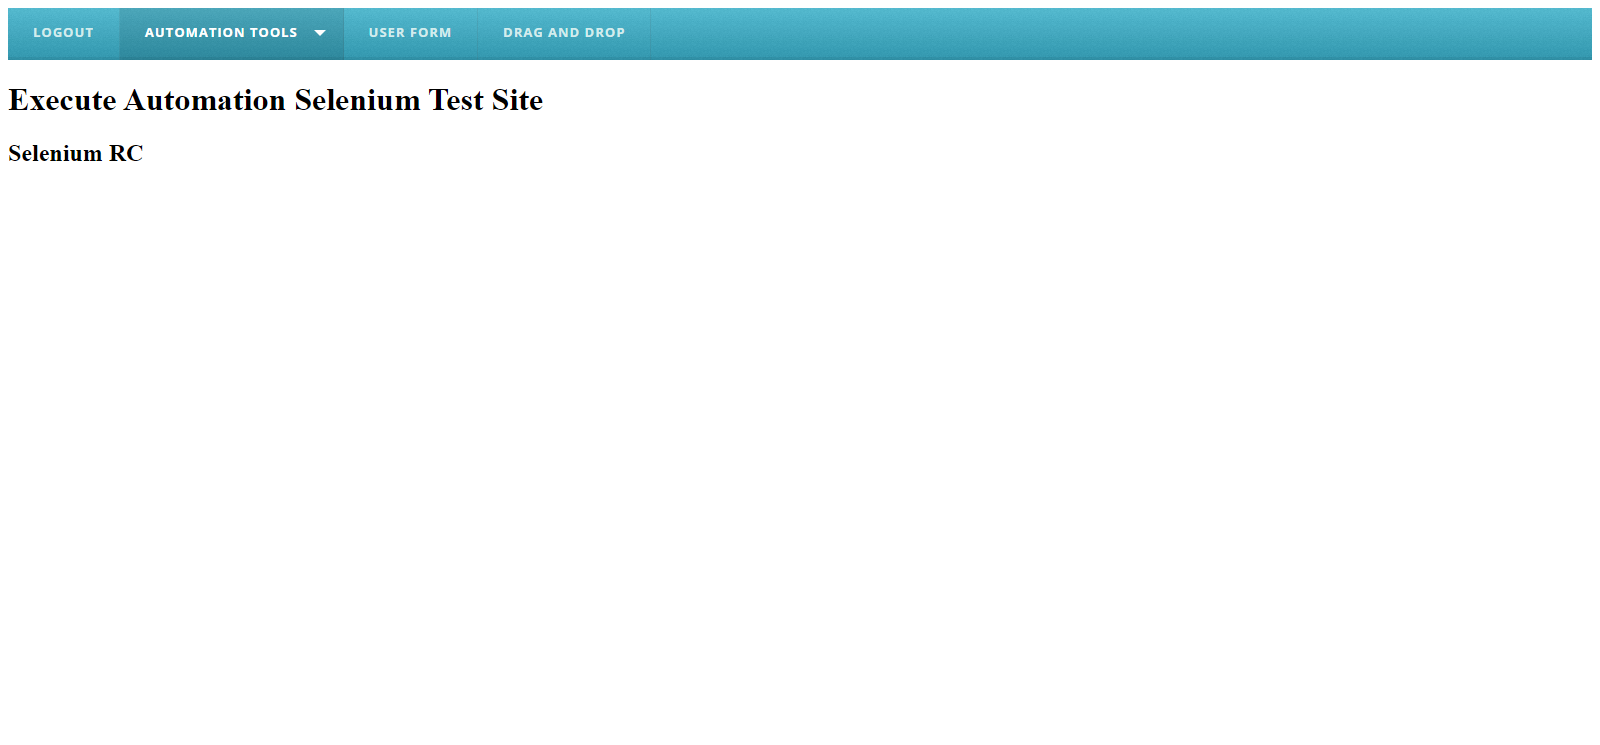 LOGOUT AUTOMATION TOOLS USER FORM DRAG AND DROP
Execute Automation Selenium Test Site
Selenium RC